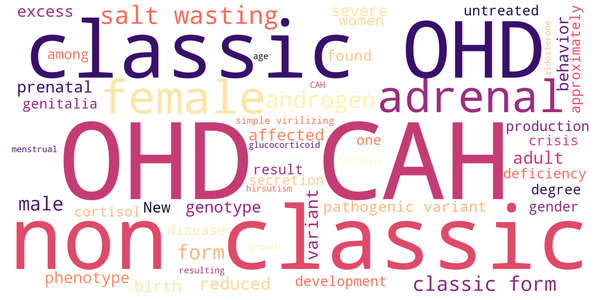 excess
salt wasting
severe
women
untreated
behavior
approximately
aldosterone
classic
OHD
among
age
found
prenatal
genitalia
female
androgen
CAH
adrenal
simple virilizing
affected
glucocorticoid
menstrual
OHD CAH
one
production
crisis
adult
deficiency
result
secretion
hirsutism
fertility
degree
male
cortisol
New
genotype
variant
pathogenic variant
gender
non classic
disease
form
growth
resulting
phenotype
birth
reduced
development
classic form